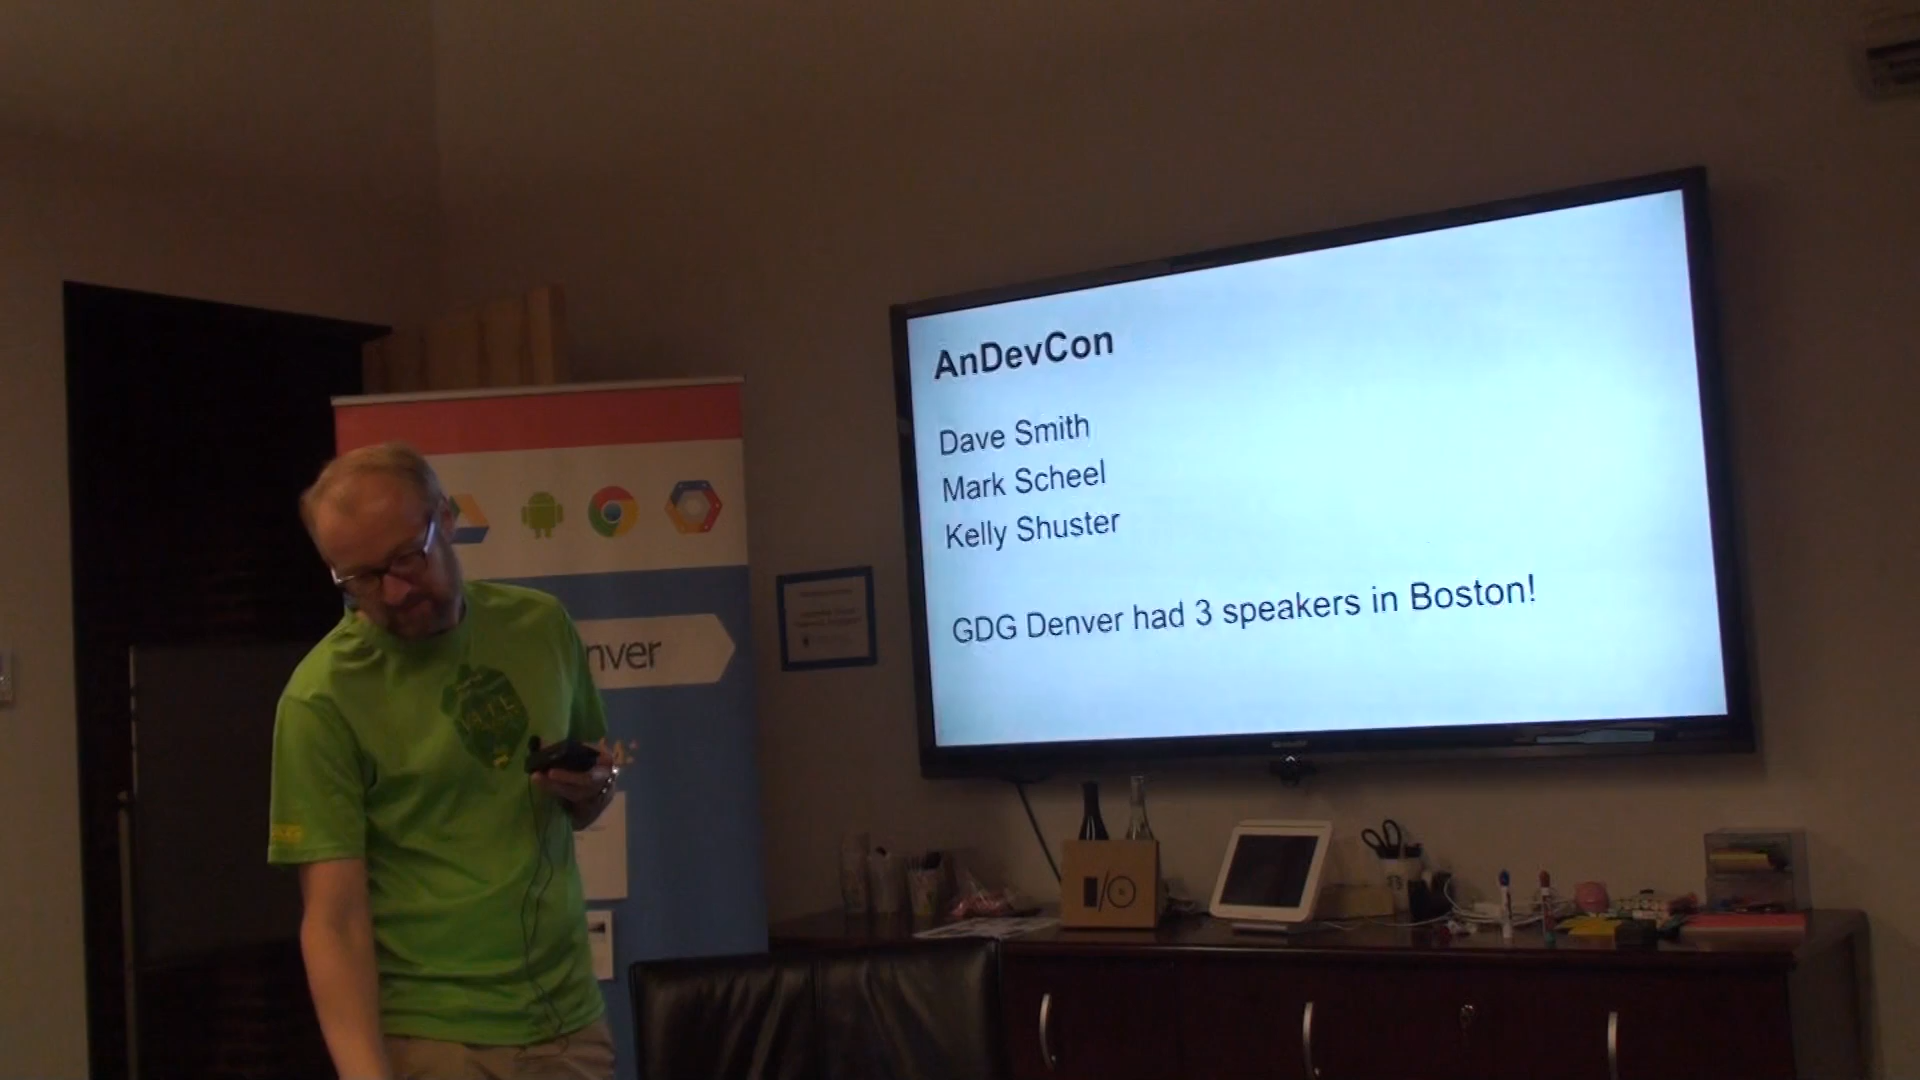 AnDevCon
Dave Smith
Mark Scheel
Kelly Shuster
GDG Denver had 3 speakers in Boston!
nver
I/O